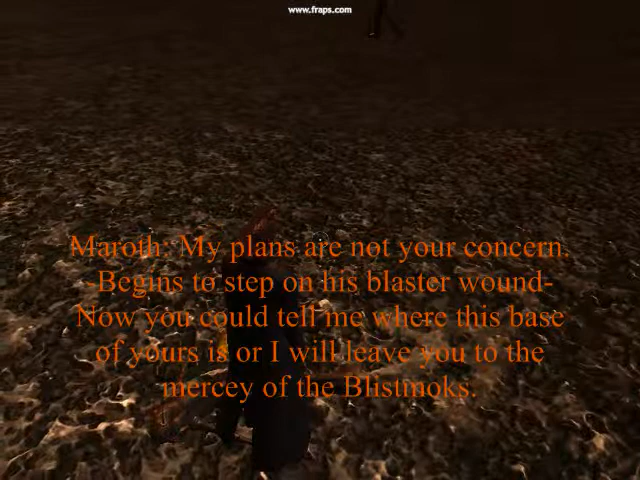 www.fraps.com
Maroth: My plans are not your concern.
-Begins to step on his blaster wound-
Now you could tell me where this base
of yours is or I will leave you to the
mercey of the Blistmoks.